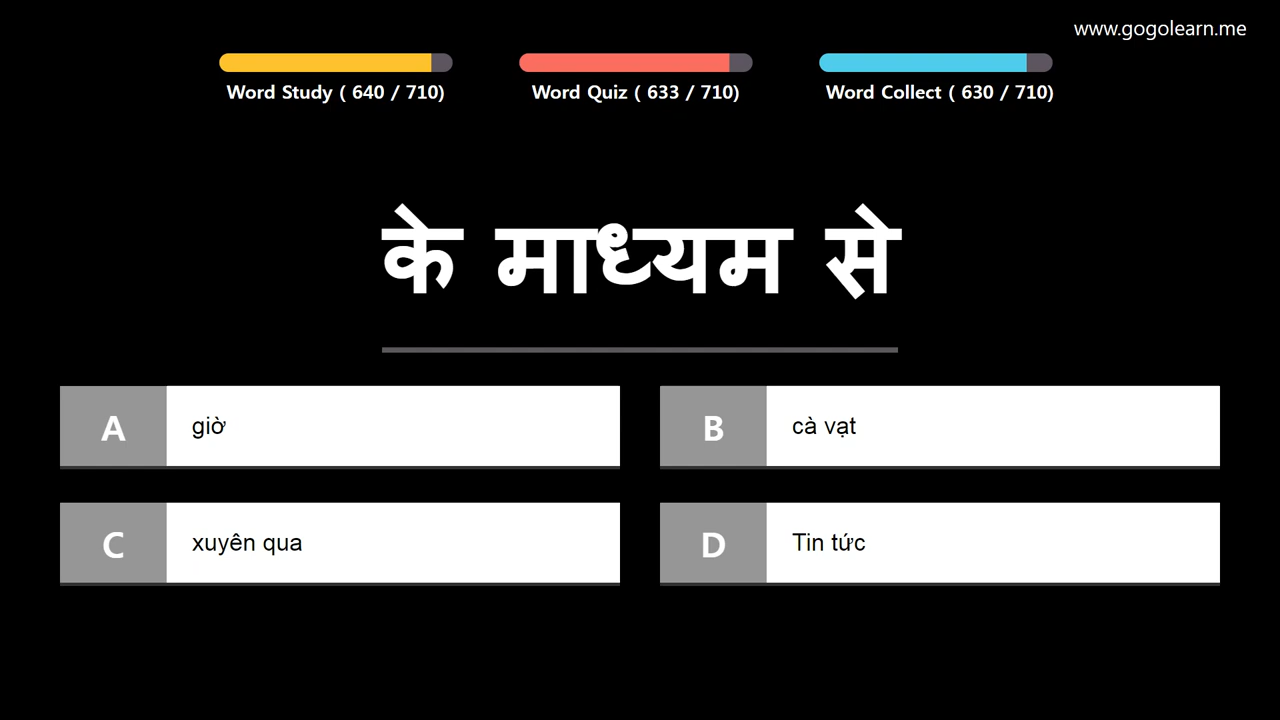 www.gogolearn.me
Word Study ( 640 / 710)
Word Quiz ( 633 / 710)
Word Collect ( 630 / 710)
के माध्यम से
A giờ
B cà vạt
C xuyên qua
D Tin tức